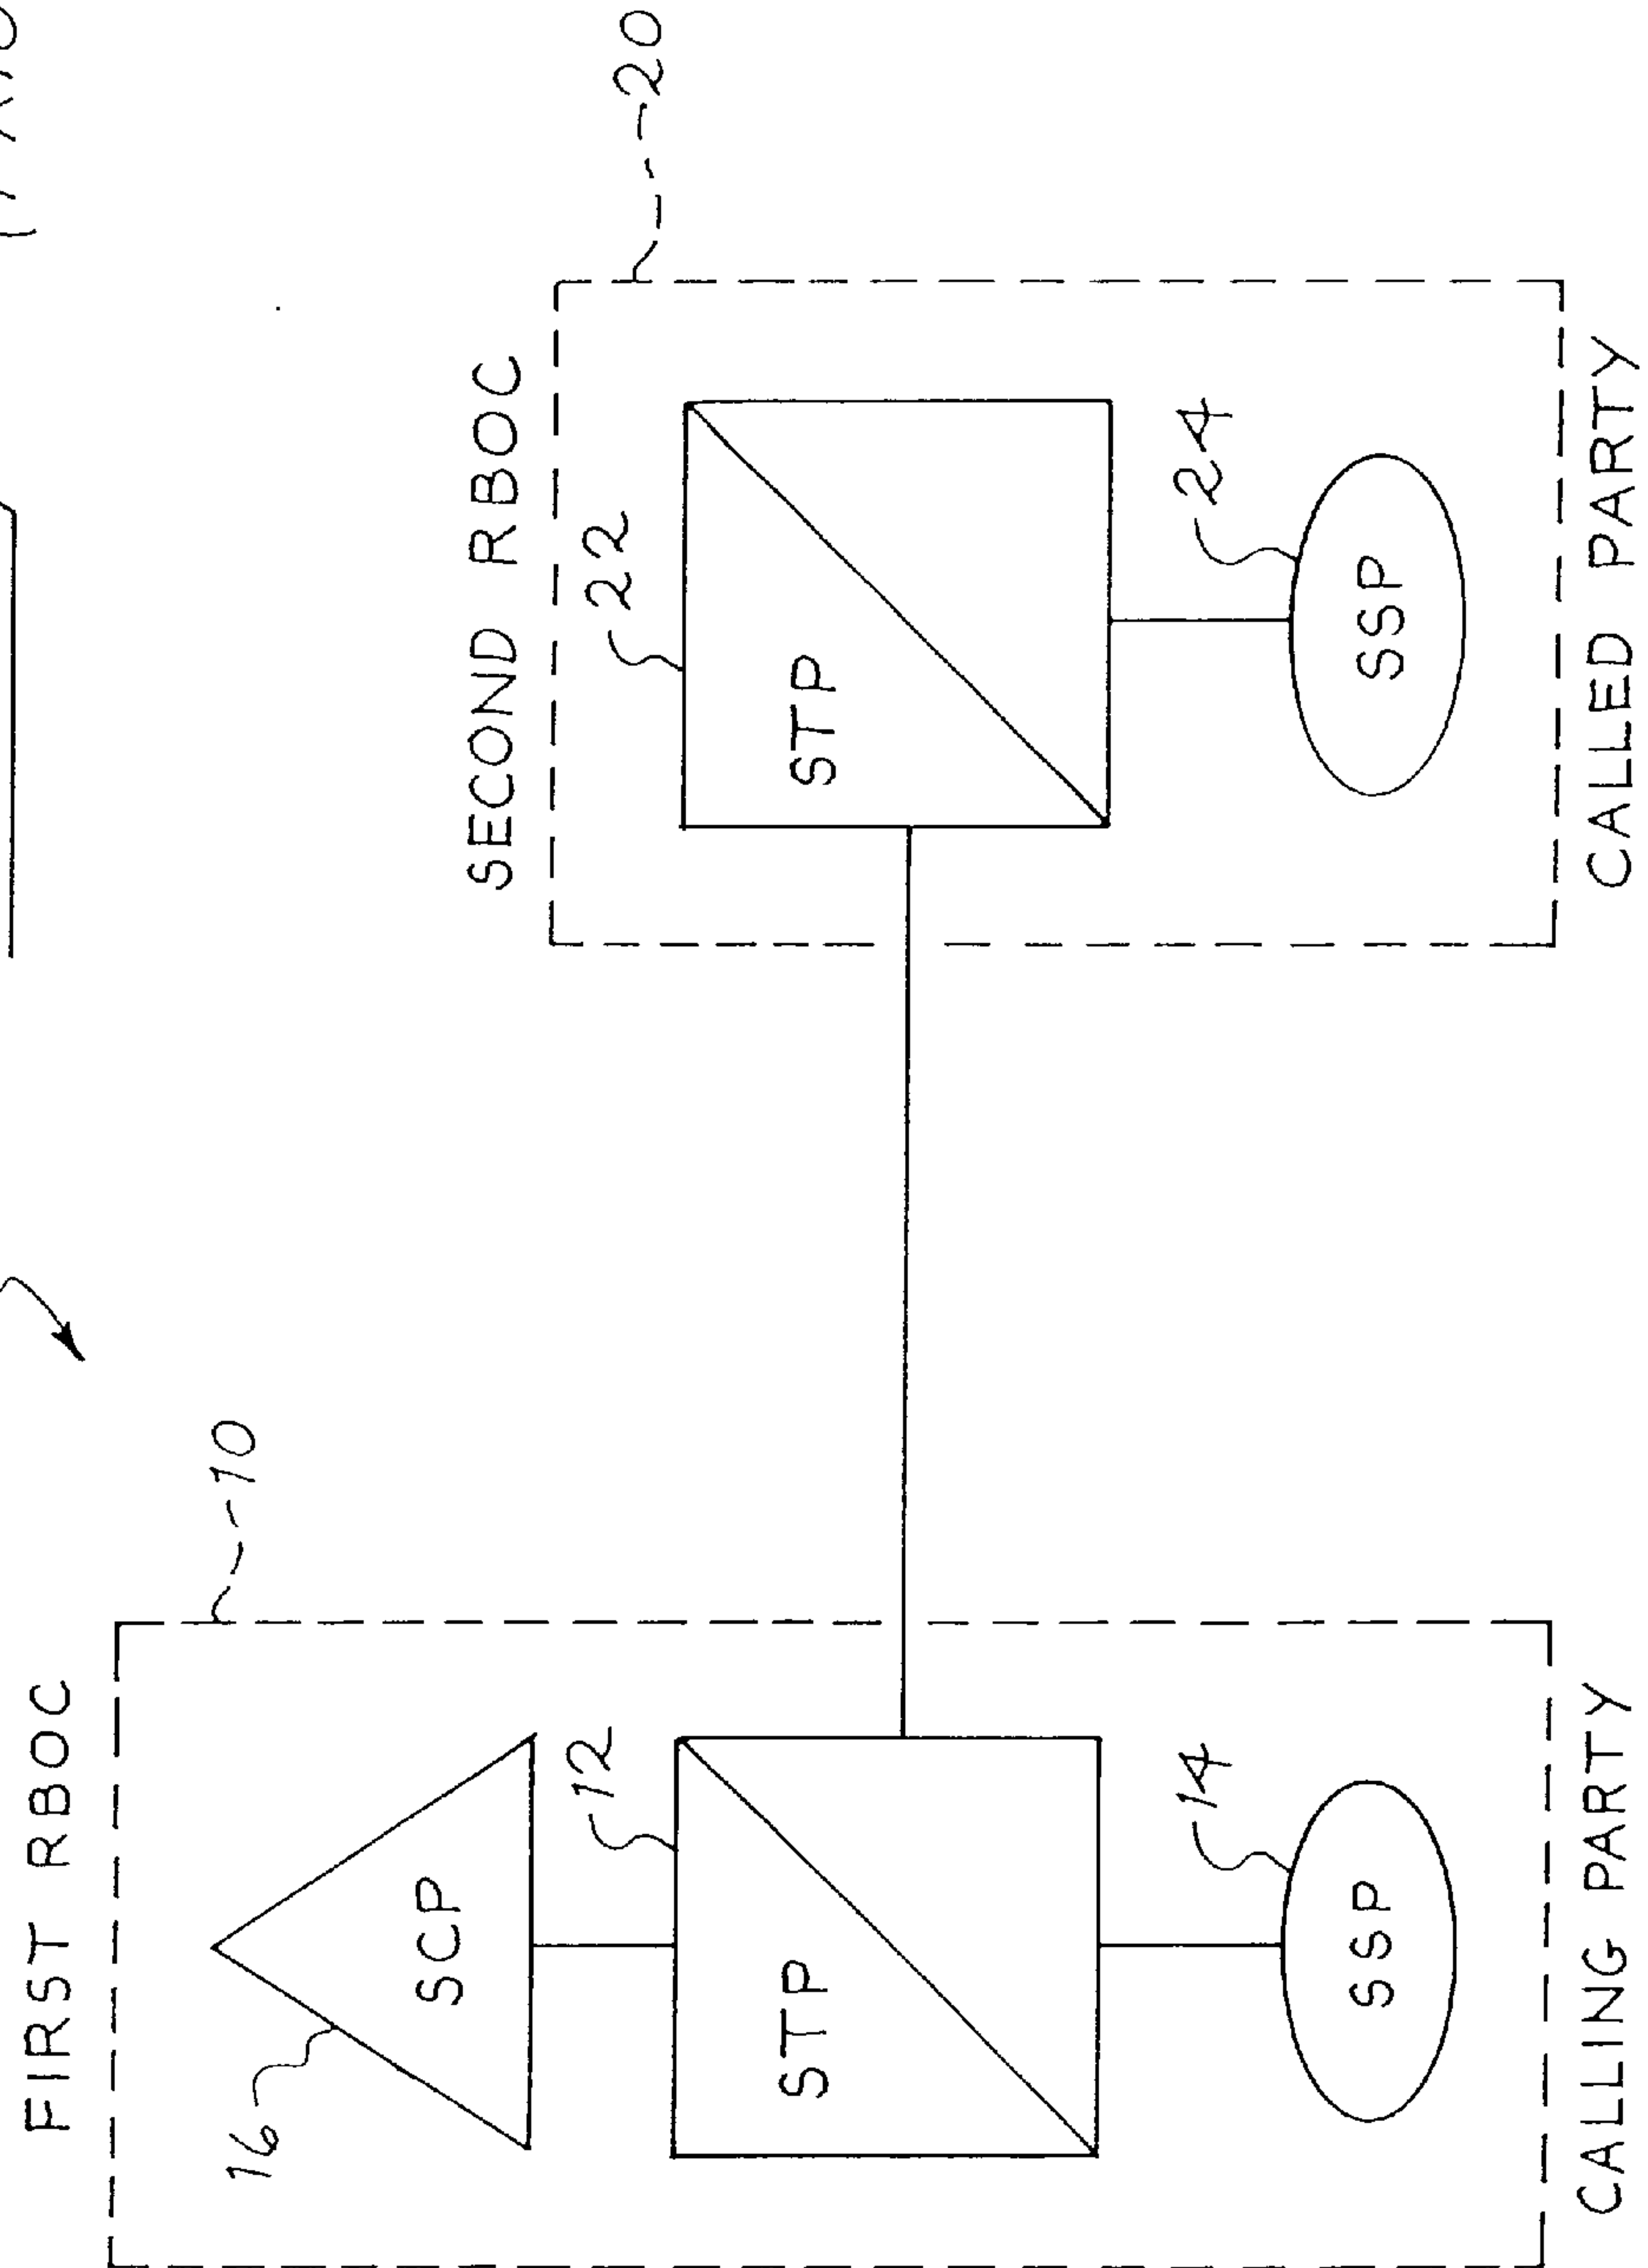 FIRST RBOC
10
16
SCP
12
STP
14
SSP
CALLING PARTY
SECOND RBOC
20
22
STP
24
SSP
CALLED PARTY